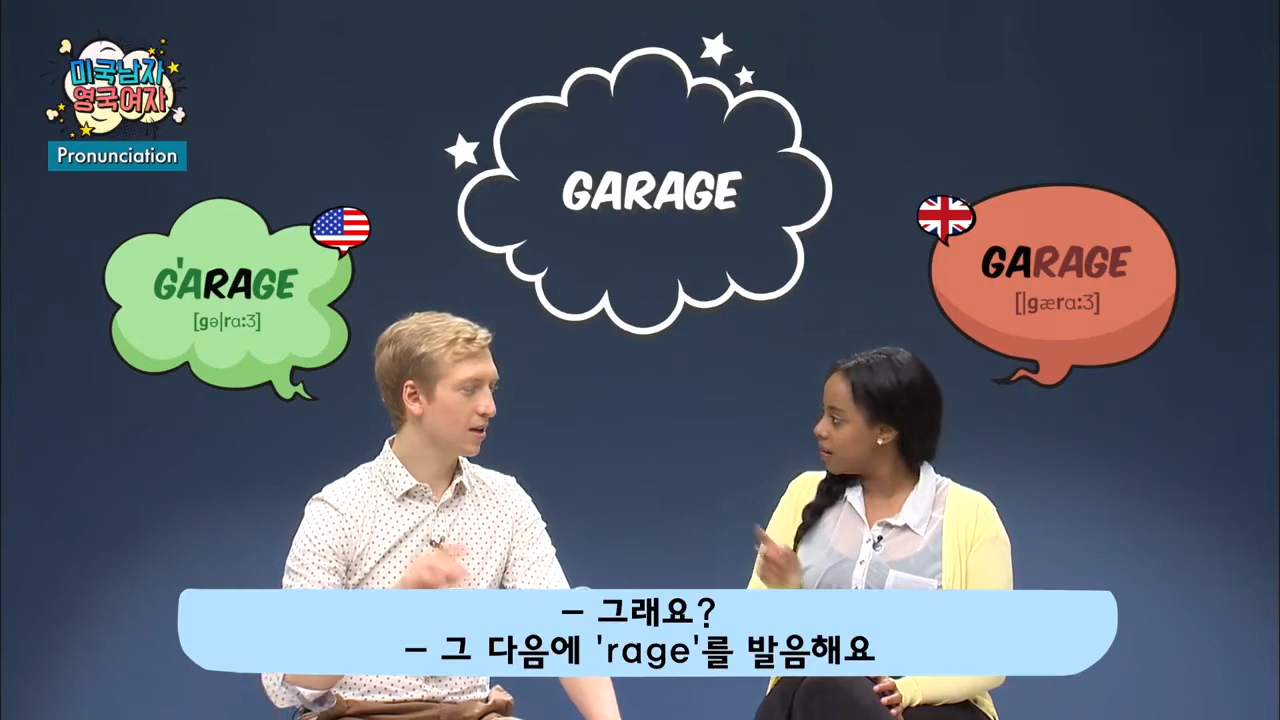 미국남자
영국여자
Pronunciation
GARAGE
G'ARAGE
[gə|rɑːʒ]
GARAGE
[|gærɑːʒ]
– 그래요?
– 그 다음에 'rage'를 발음해요